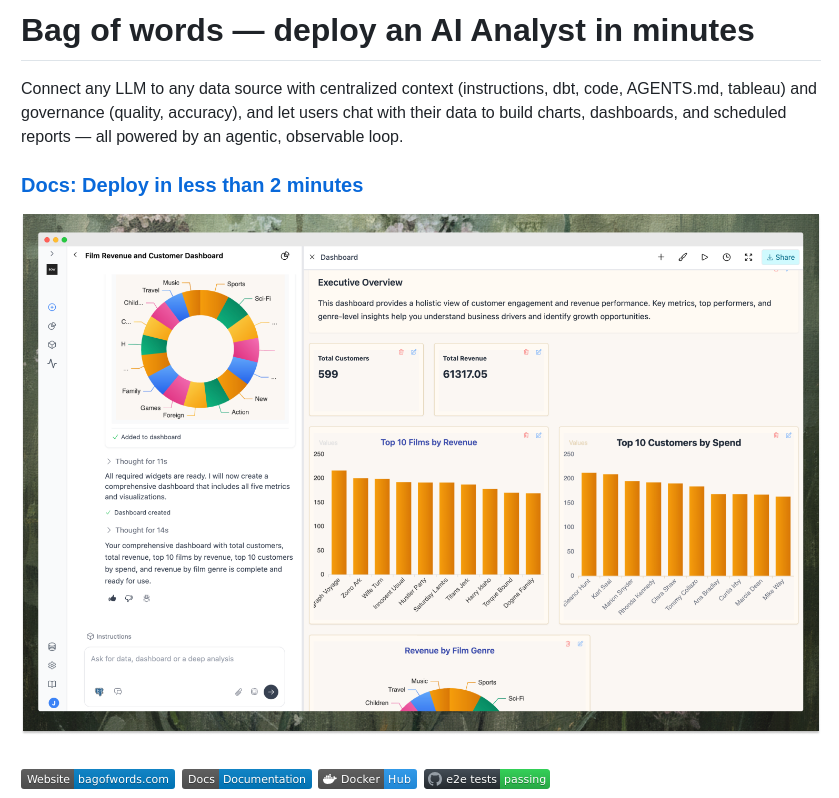 Bag of words — deploy an AI Analyst in minutes
Connect any LLM to any data source with centralized context (instructions, dbt, code, AGENTS.md, tableau) and
governance (quality, accuracy), and let users chat with their data to build charts, dashboards, and scheduled
reports — all powered by an agentic, observable loop.
Docs: Deploy in less than 2 minutes
Film Revenue and Customer Dashboard
Music
Sports
Travel
Sci-Fi
Child...
...
C...
H
...
...
...
Family
New
Games
Action
Foreign
Added to dashboard
Thought for 11s
All required widgets are ready. I will now create a
comprehensive dashboard that includes all five metrics
and visualizations.
Dashboard created
Thought for 14s
Your comprehensive dashboard with total customers,
total revenue, top 10 films by revenue, top 10 customers
by spend, and revenue by film genre is complete and
ready for use.
Instructions
Ask for data, dashboard or a deep analysis
J
Dashboard
Share
Executive Overview
This dashboard provides a holistic view of customer engagement and revenue performance. Key metrics, top performers, and
genre-level insights help you understand business drivers and identify growth opportunities.
Total Customers
599
Total Revenue
61317.05
Values
Top 10 Films by Revenue
250
200
150
100
50
0
graph Voyage
Zorro Ark
Wife Turn
Innocent Usual
Hustler Party
Saturday Lambs
Titans Jerk
Harry Idaho
Torque Bound
Dogma Family
Values
Top 10 Customers by Spend
250
200
150
100
50
0
Eleanor Hunt
Karl Seal
Marion Snyder
Rhonda Kennedy
Clara Shaw
Tommy Collazo
Ana Bradley
Curtis Irby
Marcia Dean
Mike Way
Revenue by Film Genre
Music
Sports
Travel
Sci-Fi
Children
Website bagofwords.com
Docs Documentation
Docker Hub
e2e tests passing